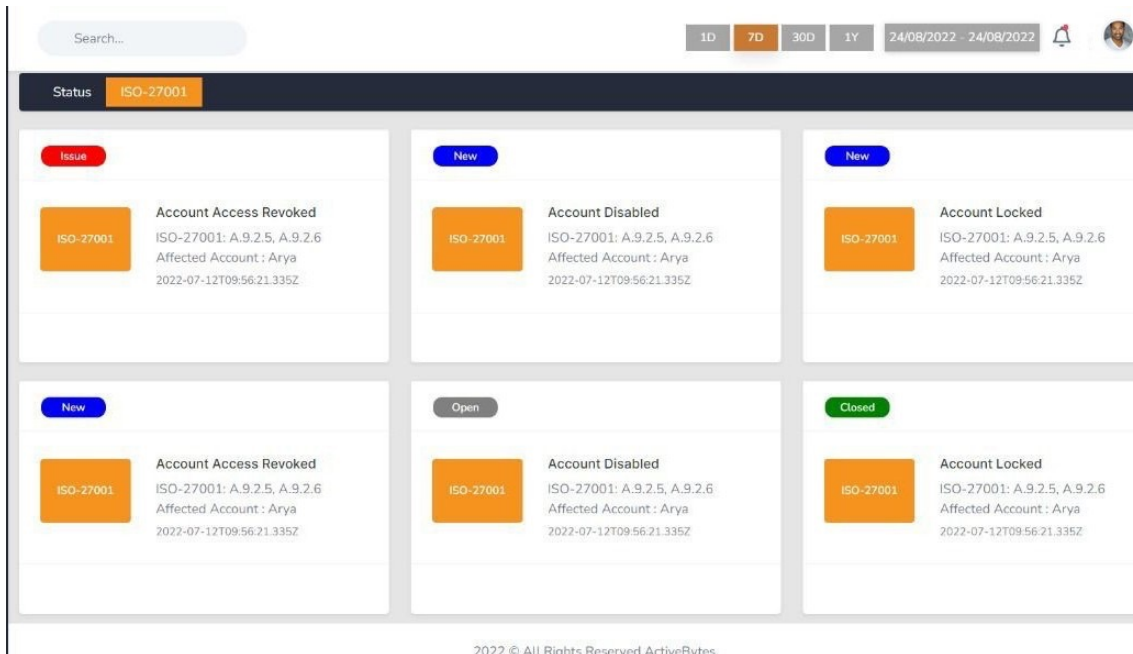 Search...
1D 7D 30D 1Y 24/08/2022 - 24/08/2022
Status ISO-27001
Issue
ISO-27001
Account Access Revoked
ISO-27001: A.9.2.5, A.9.2.6
Affected Account : Arya
2022-07-12T09:56:21.335Z
New
ISO-27001
Account Disabled
ISO-27001: A.9.2.5, A.9.2.6
Affected Account : Arya
2022-07-12T09:56:21.335Z
New
ISO-27001
Account Locked
ISO-27001: A.9.2.5, A.9.2.6
Affected Account : Arya
2022-07-12T09:56:21.335Z
New
ISO-27001
Account Access Revoked
ISO-27001: A.9.2.5, A.9.2.6
Affected Account : Arya
2022-07-12T09:56:21.335Z
Open
ISO-27001
Account Disabled
ISO-27001: A.9.2.5, A.9.2.6
Affected Account : Arya
2022-07-12T09:56:21.335Z
Closed
ISO-27001
Account Locked
ISO-27001: A.9.2.5, A.9.2.6
Affected Account : Arya
2022-07-12T09:56:21.335Z
2022 © All Rights Reserved ActiveBytes